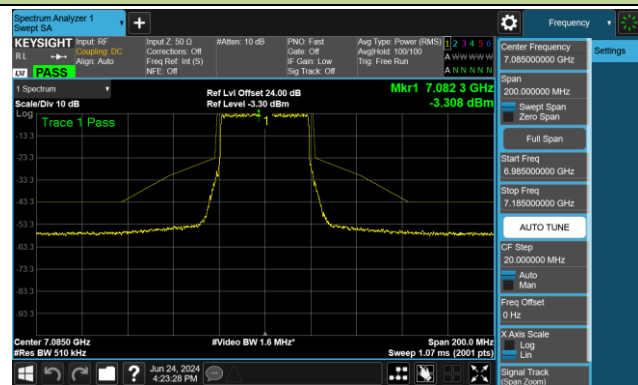 Spectrum Analyzer 1
Swept SA
+
Frequency
KEYSIGHT
RL
LXI
PASS
Input: RF
Coupling: DC
Align: Auto
Input Z: 50 Ω
Corrections: Off
Freq Ref: Int (S)
NFE: Off
#Atten: 10 dB
PNO: Fast
Gate: Off
IF Gain: Low
Sig Track: Off
Avg Type: Power (RMS)
Avg|Hold: 100/100
Trig: Free Run
1 2 3 4 5 6
A W W W W W
A N N N N N
1 Spectrum
Scale/Div 10 dB
Ref Lvl Offset 24.00 dB
Ref Level -3.30 dBm
Mkr1 7.082 3 GHz
-3.308 dBm
Log
Trace 1 Pass
1
-13.3
-23.3
-33.3
-43.3
-53.3
-63.3
-73.3
-83.3
-93.3
Center 7.0850 GHz
#Res BW 510 kHz
#Video BW 1.6 MHz*
Span 200.0 MHz
Sweep 1.07 ms (2001 pts)
Center Frequency
7.085000000 GHz
Settings
Span
200.000000 MHz
Swept Span
Zero Span
Full Span
Start Freq
6.985000000 GHz
Stop Freq
7.185000000 GHz
AUTO TUNE
CF Step
20.000000 MHz
Auto
Man
Freq Offset
0 Hz
X Axis Scale
Log
Lin
Signal Track
(Span Zoom)
?
Jun 24, 2024
4:23:28 PM